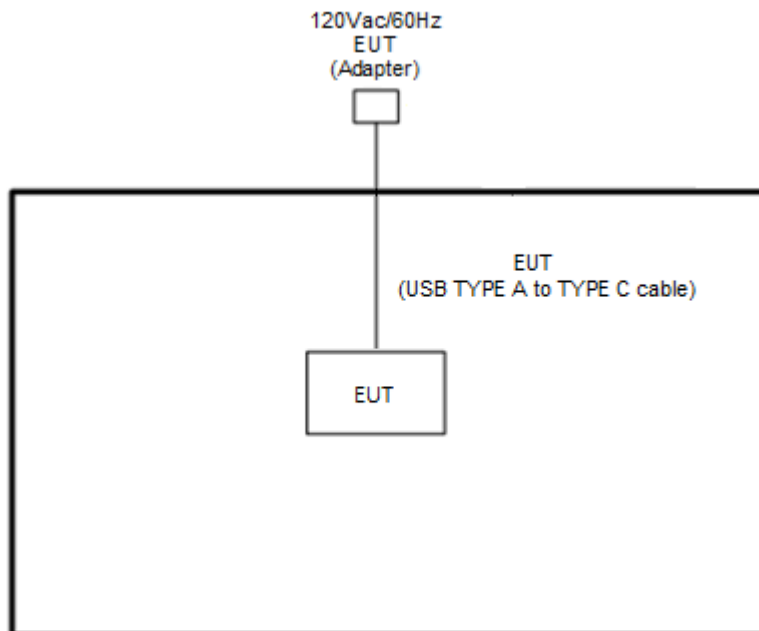 120Vac/60Hz
EUT
(Adapter)
EUT
(USB TYPE A to TYPE C cable)
EUT